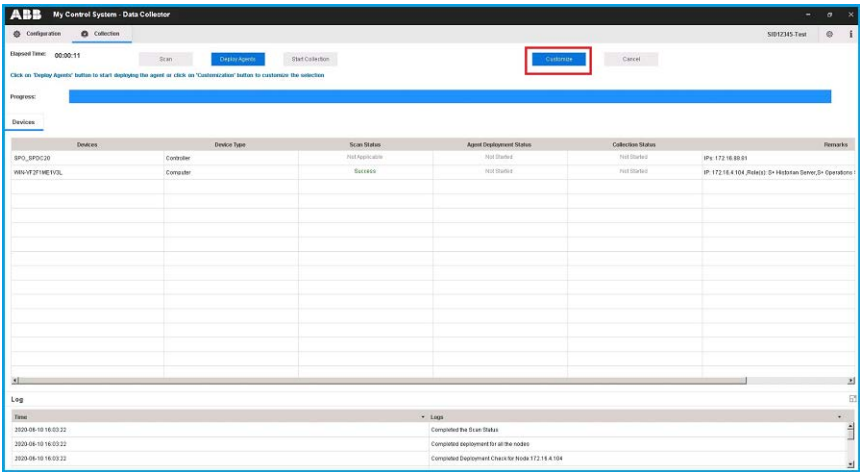 ABB My Control System - Data Collector
Configuration Collection SID12345-Test
Elapsed Time: 00:00:11 Scan Deploy Agents Start Collection Customize Cancel
Click on 'Deploy Agents' button to start deploying the agent or click on 'Customization' button to customize the selection
Progress:
Devices
Devices Device Type Scan Status Agent Deployment Status Collection Status Remarks
SPO_SPDC20 Controller Not Applicable Not Started Not Started IPs: 172.16.80.81
WIN-VF2F1ME1V3L Computer Success Not Started Not Started IP: 172.16.4.104 ,Role(s): S+ Historian Server,S+ Operations
Log
Time Logs
2020-06-10 16:03:22 Completed the Scan Status
2020-06-10 16:03:22 Completed deployment for all the nodes
2020-06-10 16:03:22 Completed Deployment Check for Node 172.16.4.104